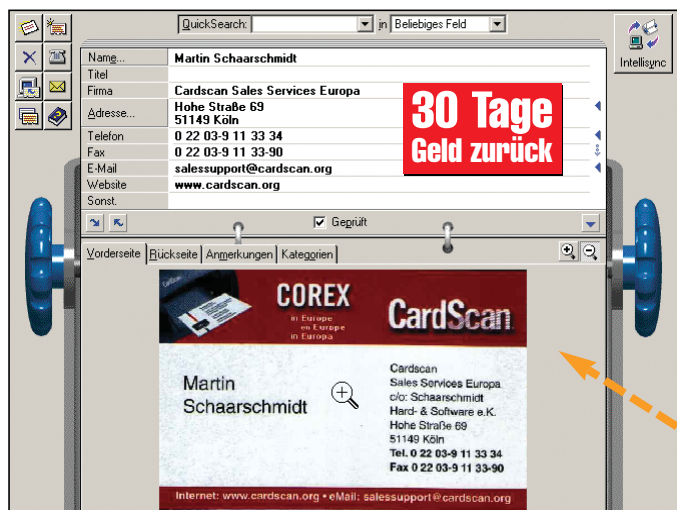 QuickSearch: in Beliebiges Feld
Intellisync
Name... Martin Schaarschmidt
Titel
Firma Cardscan Sales Services Europa
Adresse... Hohe Straße 69
51149 Köln
Telefon 0 22 03-9 11 33 34
Fax 0 22 03-9 11 33-90
E-Mail salessupport@cardscan.org
Website www.cardscan.org
Sonst.
30 Tage
Geld zurück
Geprüft
Vorderseite Rückseite Anmerkungen Kategorien
COREX
in Europe
en Europe
in Europa
CardScan
Martin
Schaarschmidt
Cardscan
Sales Services Europa
c/o: Schaarschmidt
Hard- & Software e.K.
Hohe Straße 69
51149 Köln
Tel. 0 22 03-9 11 33 34
Fax 0 22 03-9 11 33-90
Internet: www.cardscan.org • eMail: salessupport@cardscan.org